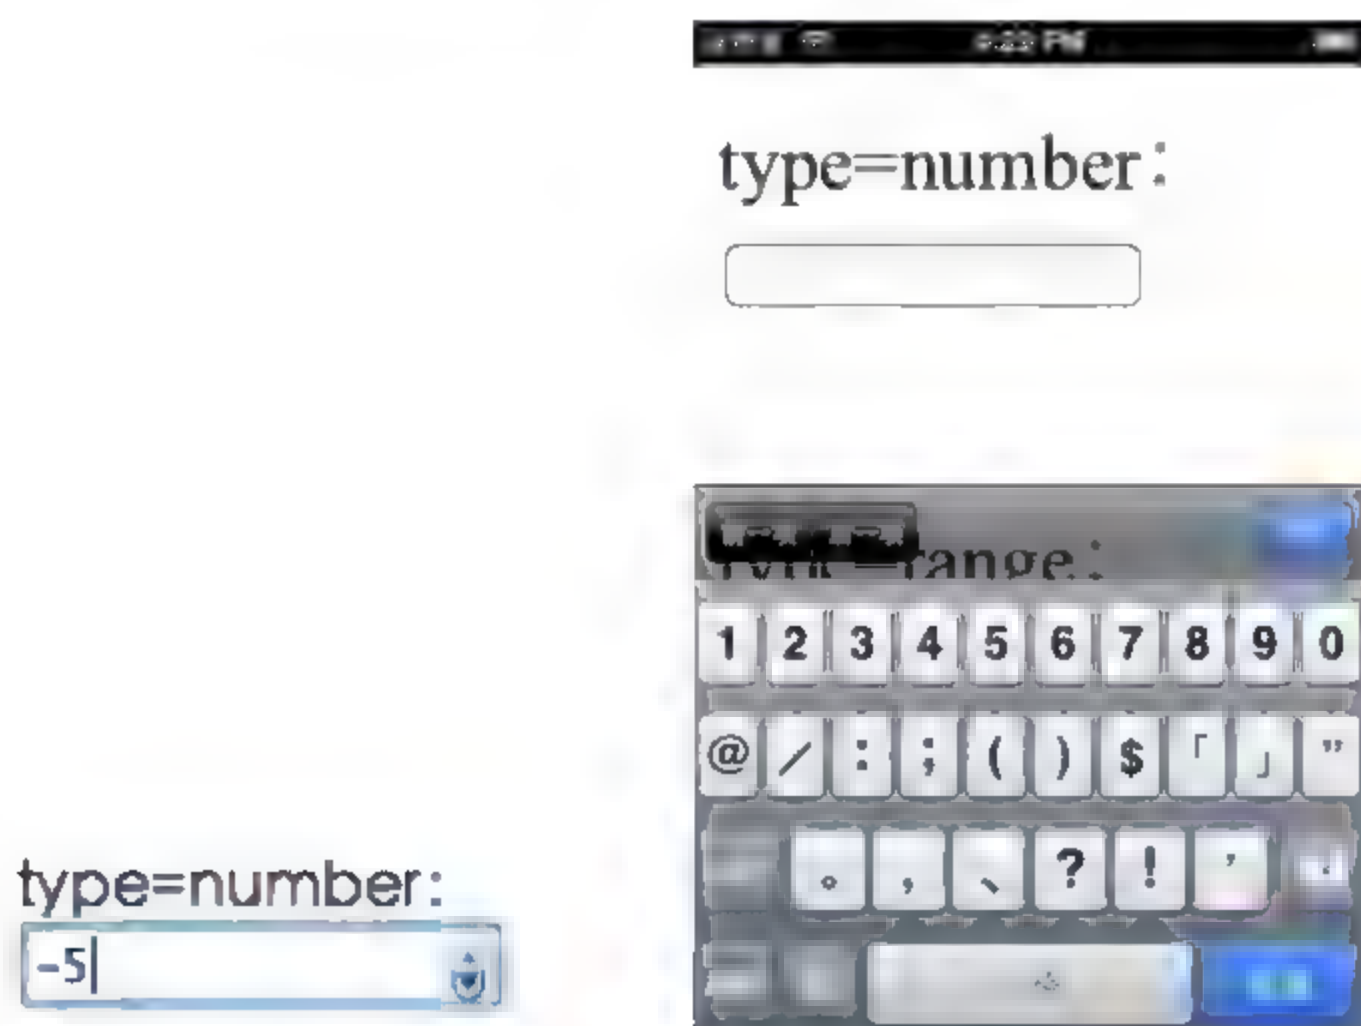 type=number:
range:
1 2 3 4 5 6 7 8 9 0
@ / : ; ( ) $ 「 」 ”
。 , 、 ? ! ’
type=number:
-5